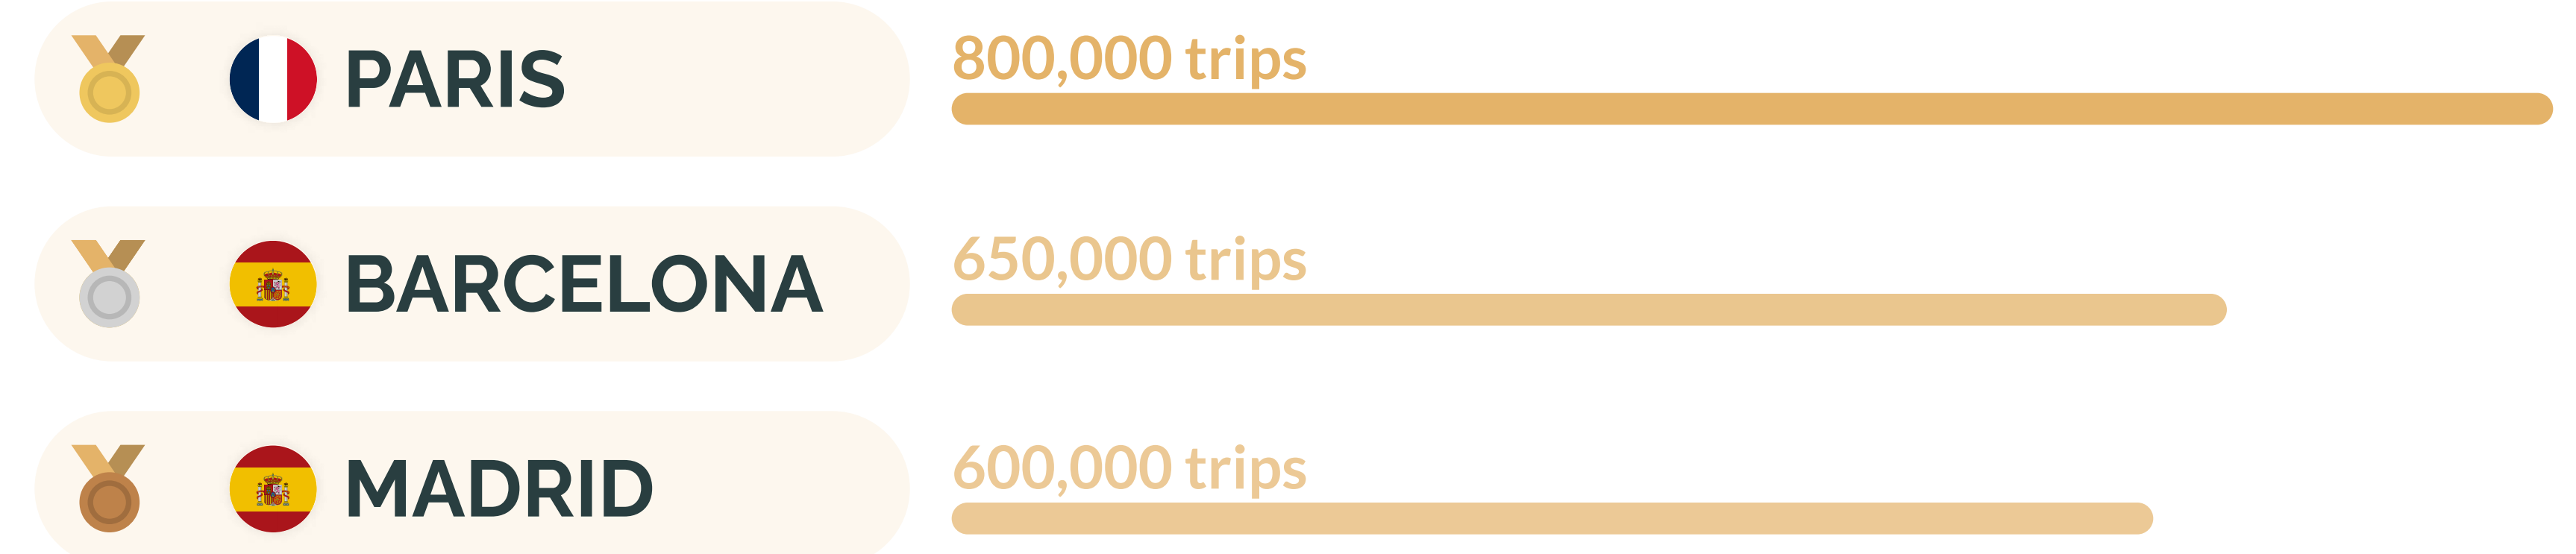 PARIS
800,000 trips
BARCELONA
650,000 trips
MADRID
600,000 trips